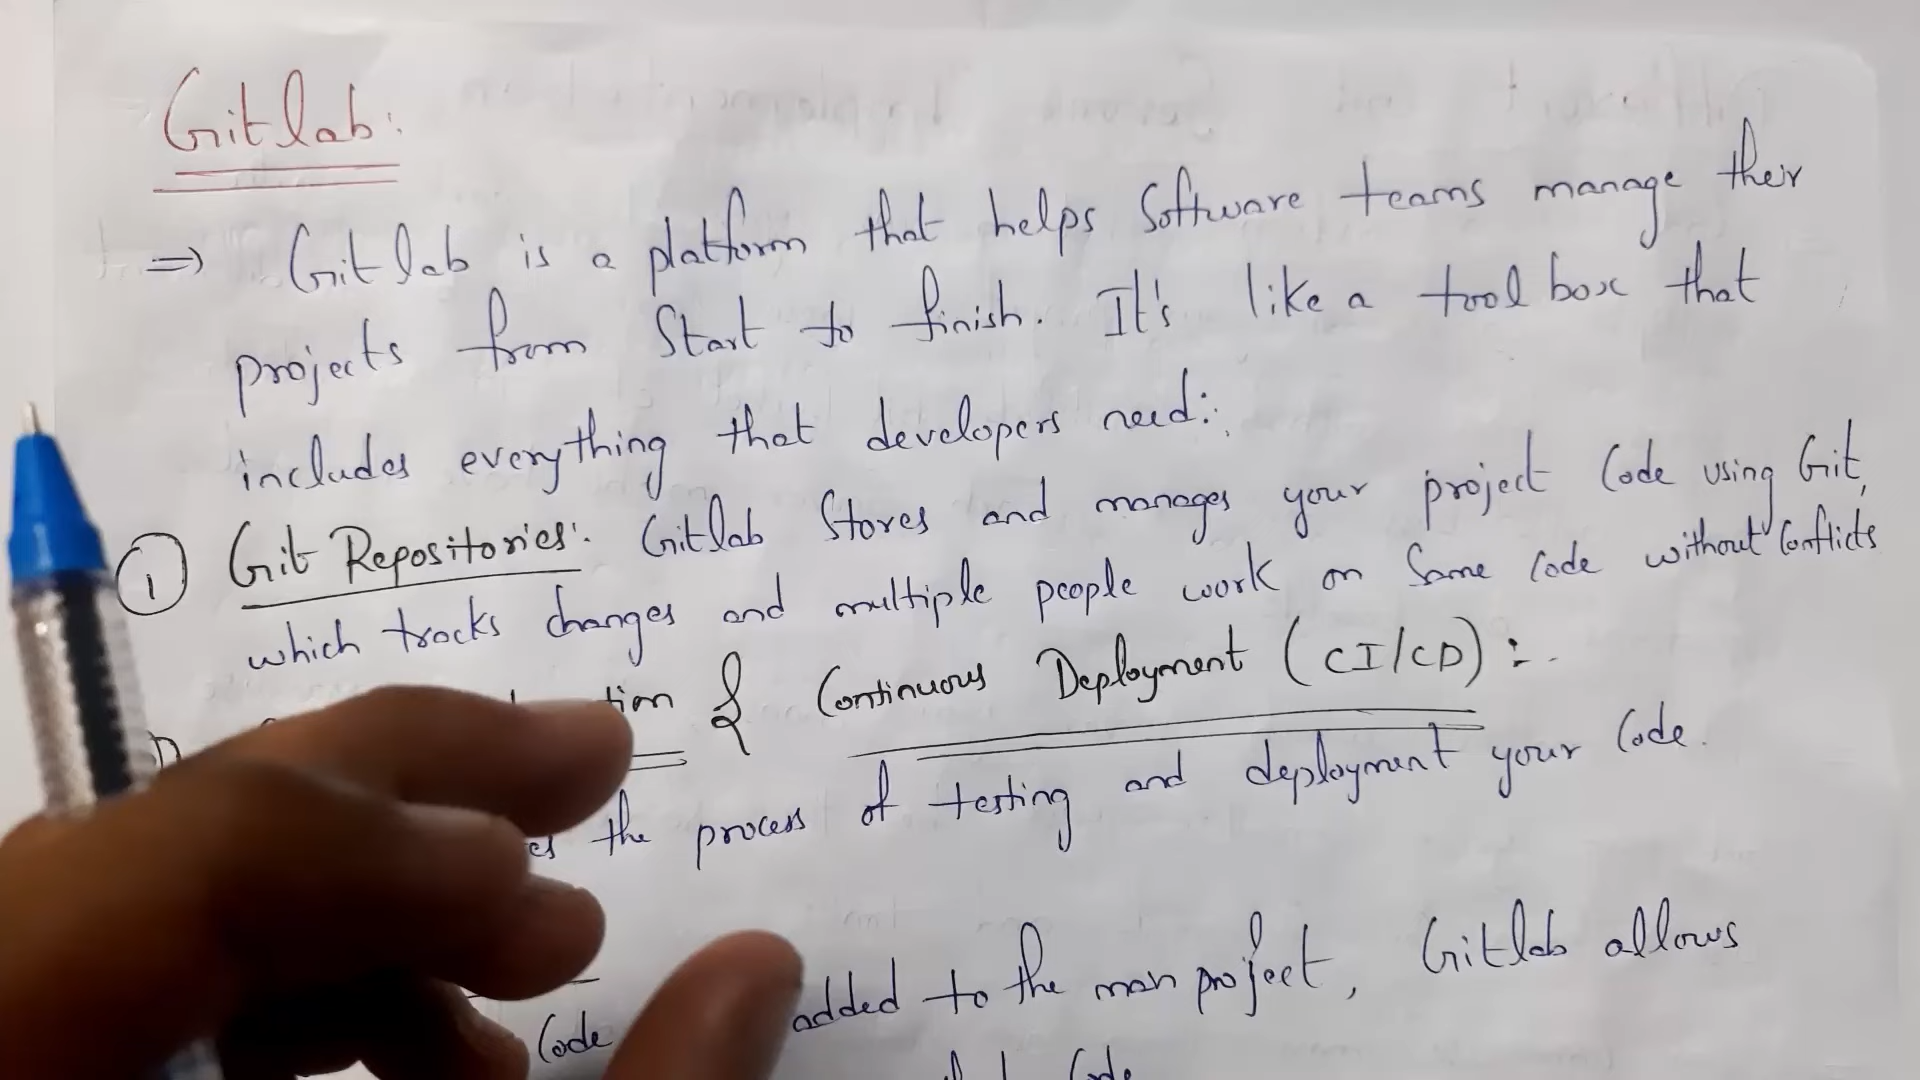 Gitlab:
=> Gitlab is a platform that helps Software teams manage their
projects from Start to finish. It's like a tool box that
includes everything that developers need:
① Git Repositories: Gitlab Stores and manages your project Code using Git,
which tracks changes and multiple people work on Same Code without Conflicts
tion & Continuous Deployment (CI/CD):
es the process of testing and deployment your Code.
Code added to the main project, Gitlab allows
Code